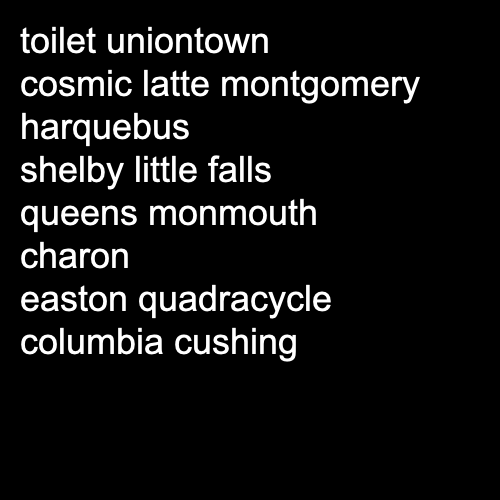 toilet uniontown
cosmic latte montgomery
harquebus
shelby little falls
queens monmouth
charon
easton quadracycle
columbia cushing